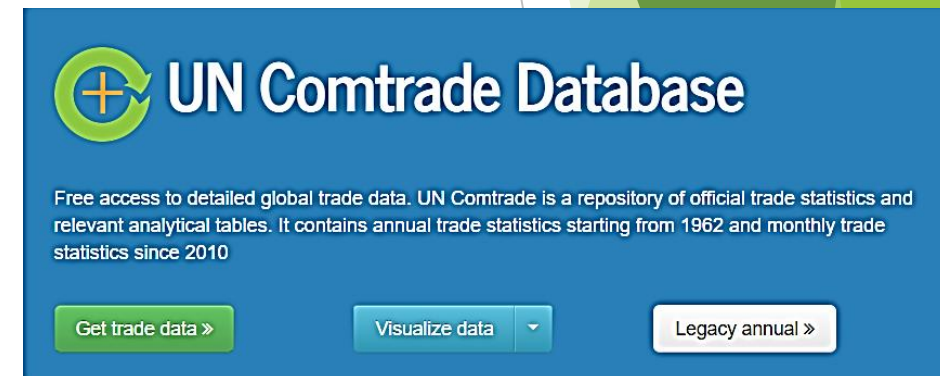 UN Comtrade Database
Free access to detailed global trade data. UN Comtrade is a repository of official trade statistics and
relevant analytical tables. It contains annual trade statistics starting from 1962 and monthly trade
statistics since 2010
Get trade data »
Visualize data
Legacy annual »